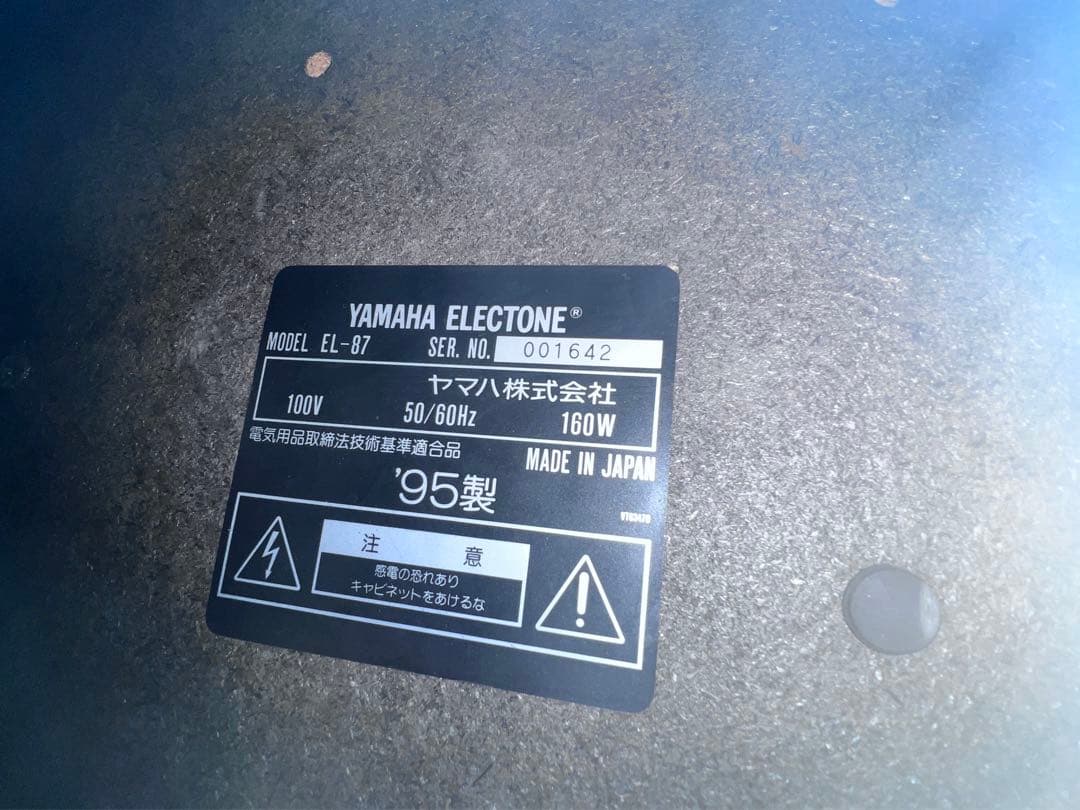 YAMAHA ELECTONE®
MODEL EL-87 SER. NO. 001642
ヤマハ株式会社
100V 50/60Hz 160W
電気用品取締法技術基準適合品
MADE IN JAPAN
'95製
注意
感電の恐れあり
キャビネットをあけるな